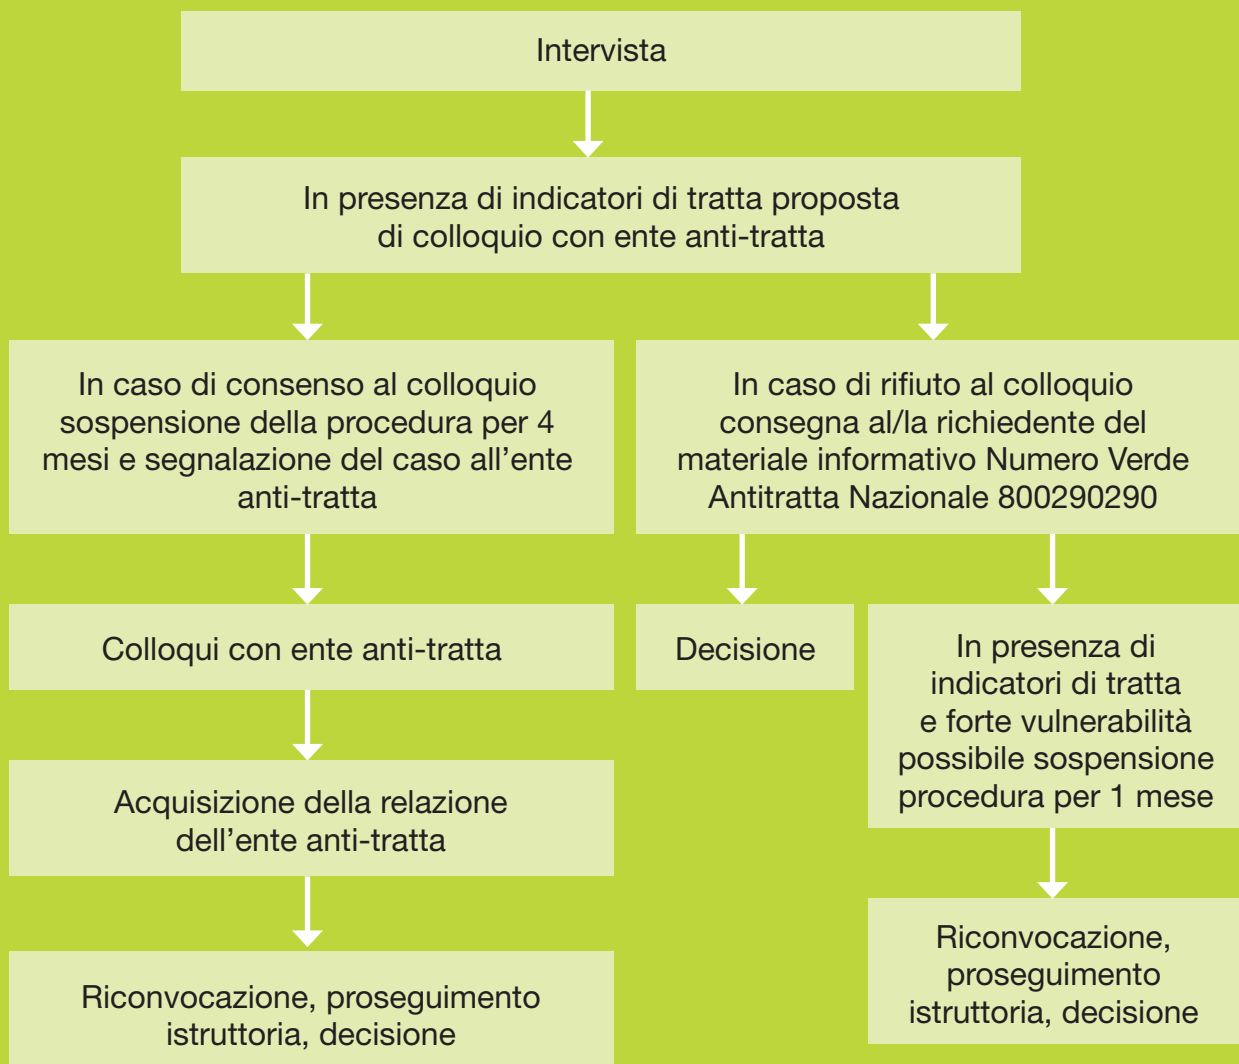 Intervista
In presenza di indicatori di tratta proposta
di colloquio con ente anti-tratta
In caso di consenso al colloquio
sospensione della procedura per 4
mesi e segnalazione del caso all’ente
anti-tratta
In caso di rifiuto al colloquio
consegna al/la richiedente del
materiale informativo Numero Verde
Antitratta Nazionale 800290290
Colloqui con ente anti-tratta
Decisione
In presenza di
indicatori di tratta
e forte vulnerabilità
possibile sospensione
procedura per 1 mese
Acquisizione della relazione
dell’ente anti-tratta
Riconvocazione, proseguimento
istruttoria, decisione
Riconvocazione,
proseguimento
istruttoria, decisione